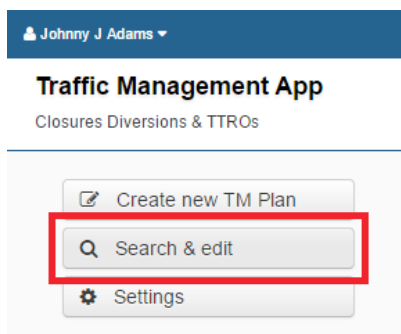 Johnny J Adams
Traffic Management App
Closures Diversions & TTROs
Create new TM Plan
Search & edit
Settings